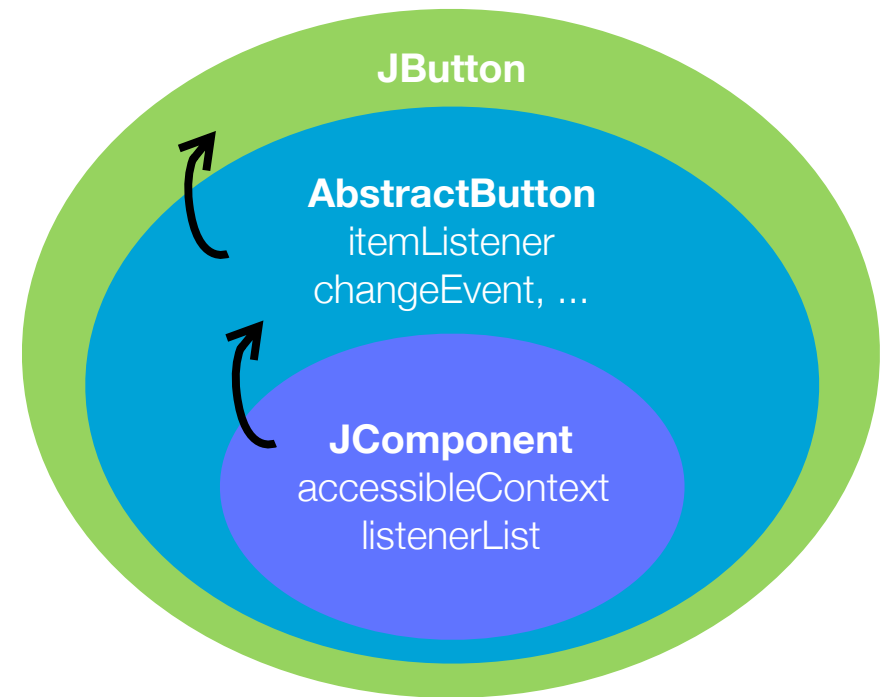 JButton
AbstractButton
itemListener
changeEvent, ...
JComponent
accessibleContext
listenerList